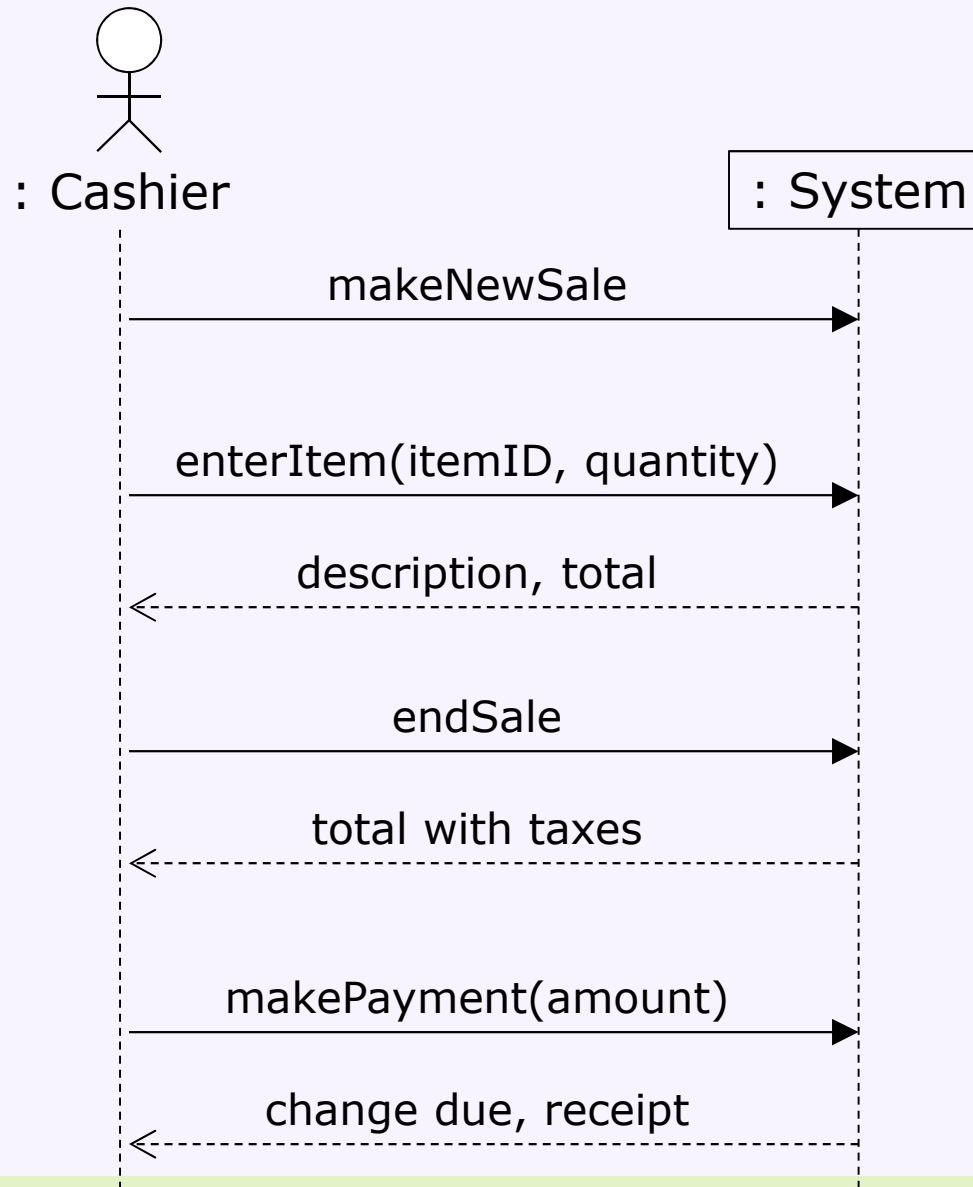 : Cashier
: System
makeNewSale
enterItem(itemID, quantity)
description, total
endSale
total with taxes
makePayment(amount)
change due, receipt